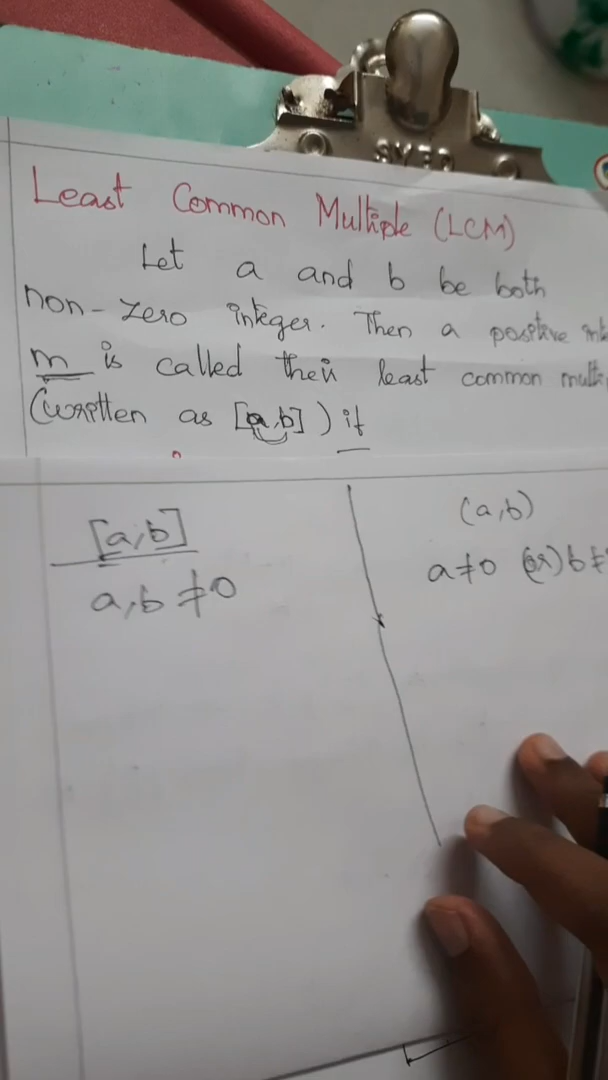 Least Common Multiple (LCM)
Let a and b be both
non-zero integer. Then a positive
m is called their least common
(written as [a,b]) if
[a,b]
a,b ≠0
(a,b)
a≠0 (or) b≠